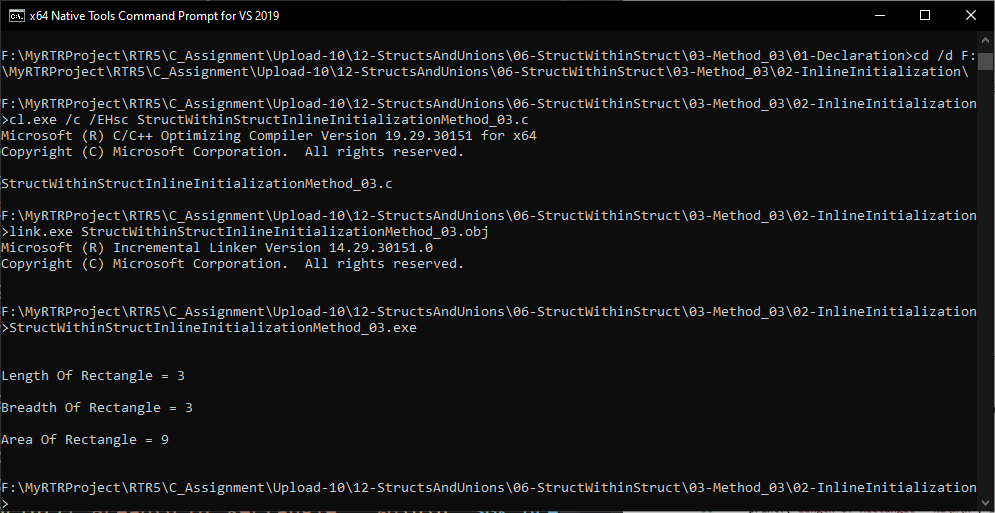 x64 Native Tools Command Prompt for VS 2019
F:\MyRTRProject\RTR5\C_Assignment\Upload-10\12-StructsAndUnions\06-StructWithinStruct\03-Method_03\01-Declaration>cd /d F:
\MyRTRProject\RTR5\C_Assignment\Upload-10\12-StructsAndUnions\06-StructWithinStruct\03-Method_03\02-InlineInitialization\
F:\MyRTRProject\RTR5\C_Assignment\Upload-10\12-StructsAndUnions\06-StructWithinStruct\03-Method_03\02-InlineInitialization
>cl.exe /c /EHsc StructWithinStructInlineInitializationMethod_03.c
Microsoft (R) C/C++ Optimizing Compiler Version 19.29.30151 for x64
Copyright (C) Microsoft Corporation.  All rights reserved.
StructWithinStructInlineInitializationMethod_03.c
F:\MyRTRProject\RTR5\C_Assignment\Upload-10\12-StructsAndUnions\06-StructWithinStruct\03-Method_03\02-InlineInitialization
>link.exe StructWithinStructInlineInitializationMethod_03.obj
Microsoft (R) Incremental Linker Version 14.29.30151.0
Copyright (C) Microsoft Corporation.  All rights reserved.
F:\MyRTRProject\RTR5\C_Assignment\Upload-10\12-StructsAndUnions\06-StructWithinStruct\03-Method_03\02-InlineInitialization
>StructWithinStructInlineInitializationMethod_03.exe
Length Of Rectangle = 3
Breadth Of Rectangle = 3
Area Of Rectangle = 9
F:\MyRTRProject\RTR5\C_Assignment\Upload-10\12-StructsAndUnions\06-StructWithinStruct\03-Method_03\02-InlineInitialization
>